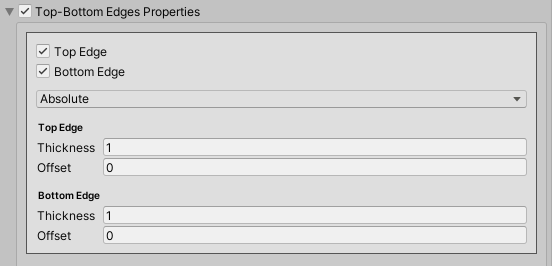 Top-Bottom Edges Properties
Top Edge
Bottom Edge
Absolute
Top Edge
Thickness 1
Offset 0
Bottom Edge
Thickness 1
Offset 0